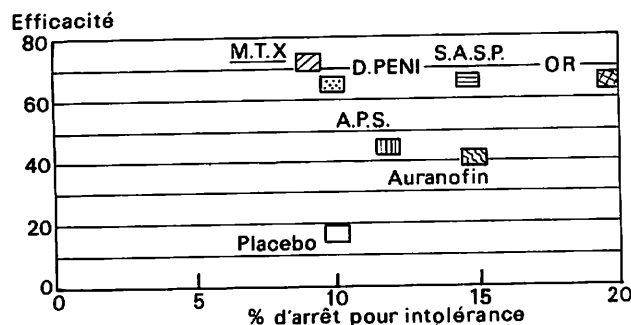 Efficacité
80
M.T.X
D.PENI
S.A.S.P.
OR
60
A.P.S.
40
Auranofin
20
Placebo
0
0 5 10 15 20
% d'arrêt pour intolérance